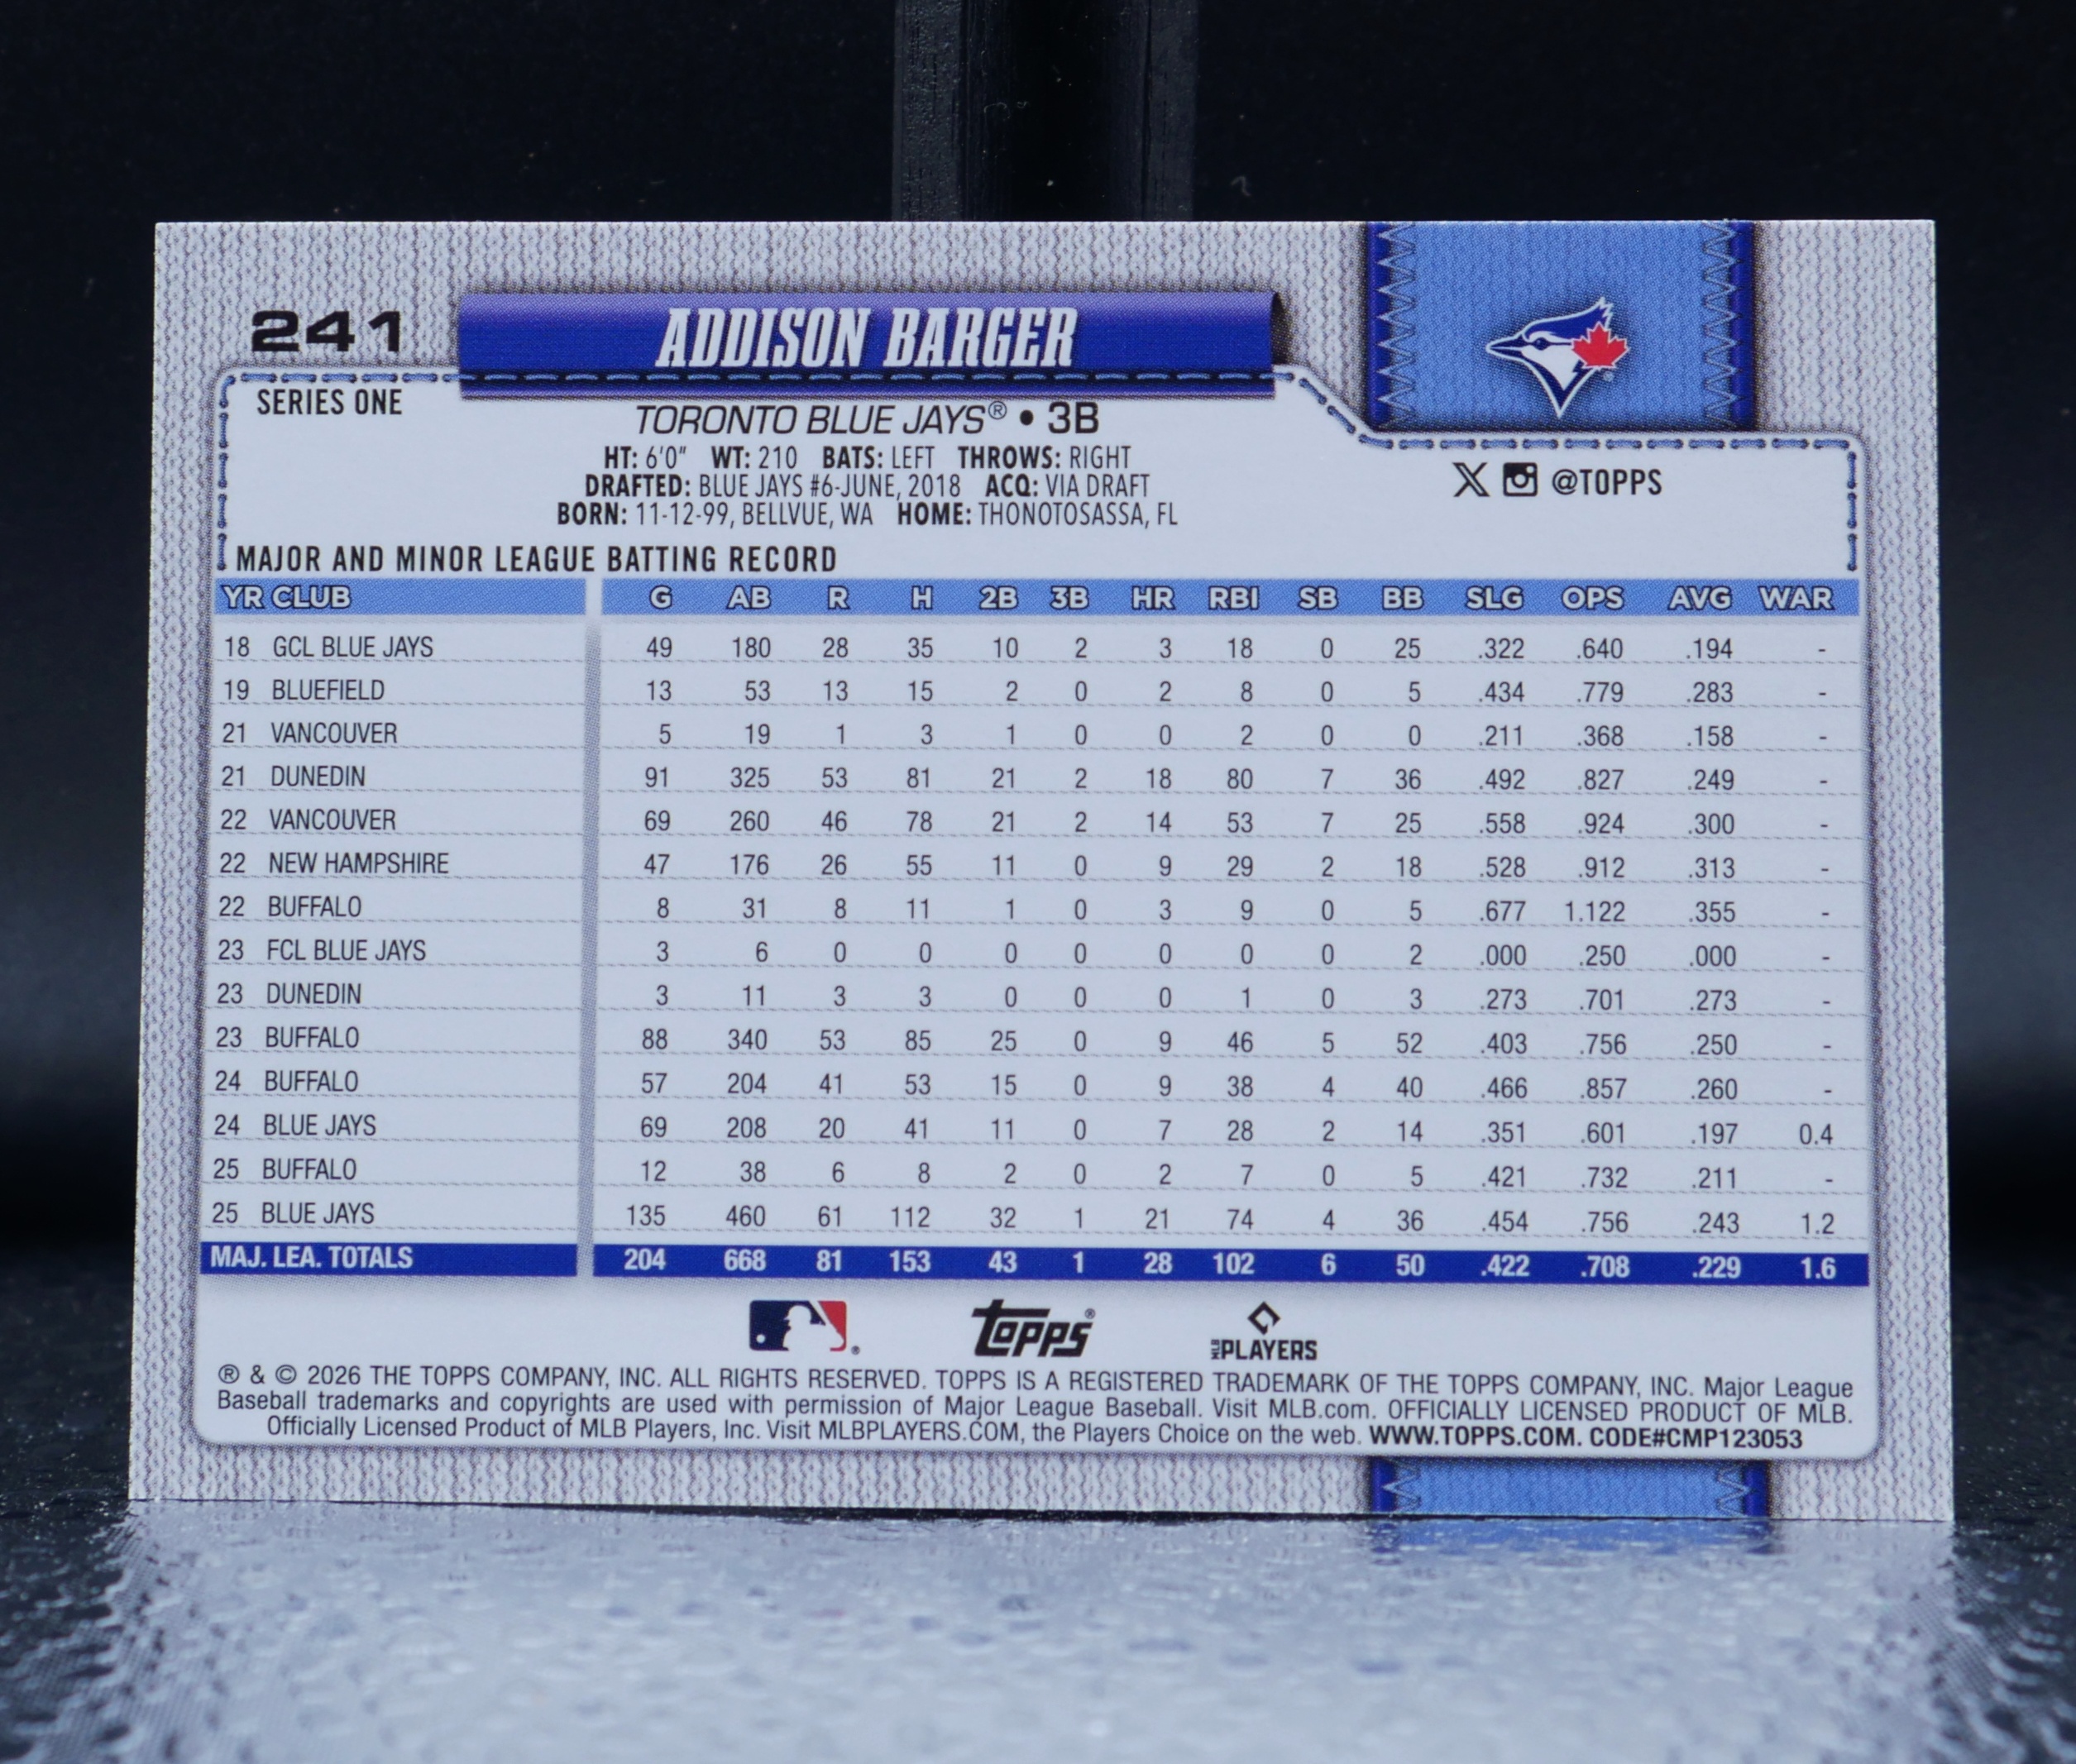 241
ADDISON BARGER
SERIES ONE
TORONTO BLUE JAYS® • 3B
HT: 6'0" WT: 210 BATS: LEFT THROWS: RIGHT
DRAFTED: BLUE JAYS #6-JUNE, 2018 ACQ: VIA DRAFT
BORN: 11-12-99, BELLVUE, WA HOME: THONOTOSASSA, FL
@TOPPS
MAJOR AND MINOR LEAGUE BATTING RECORD
YR CLUB G AB R H 2B 3B HR RBI SB BB SLG OPS AVG WAR
18 GCL BLUE JAYS 49 180 28 35 10 2 3 18 0 25 .322 .640 .194 -
19 BLUEFIELD 13 53 13 15 2 0 2 8 0 5 .434 .779 .283 -
21 VANCOUVER 5 19 1 3 1 0 0 2 0 0 .211 .368 .158 -
21 DUNEDIN 91 325 53 81 21 2 18 80 7 36 .492 .827 .249 -
22 VANCOUVER 69 260 46 78 21 2 14 53 7 25 .558 .924 .300 -
22 NEW HAMPSHIRE 47 176 26 55 11 0 9 29 2 18 .528 .912 .313 -
22 BUFFALO 8 31 8 11 1 0 3 9 0 5 .677 1.122 .355 -
23 FCL BLUE JAYS 3 6 0 0 0 0 0 0 0 2 .000 .250 .000 -
23 DUNEDIN 3 11 3 3 0 0 0 1 0 3 .273 .701 .273 -
23 BUFFALO 88 340 53 85 25 0 9 46 5 52 .403 .756 .250 -
24 BUFFALO 57 204 41 53 15 0 9 38 4 40 .466 .857 .260 -
24 BLUE JAYS 69 208 20 41 11 0 7 28 2 14 .351 .601 .197 0.4
25 BUFFALO 12 38 6 8 2 0 2 7 0 5 .421 .732 .211 -
25 BLUE JAYS 135 460 61 112 32 1 21 74 4 36 .454 .756 .243 1.2
MAJ. LEA. TOTALS 204 668 81 153 43 1 28 102 6 50 .422 .708 .229 1.6
TOPPS®
MLB PLAYERS
® & © 2026 THE TOPPS COMPANY, INC. ALL RIGHTS RESERVED. TOPPS IS A REGISTERED TRADEMARK OF THE TOPPS COMPANY, INC. Major League
Baseball trademarks and copyrights are used with permission of Major League Baseball. Visit MLB.com. OFFICIALLY LICENSED PRODUCT OF MLB.
Officially Licensed Product of MLB Players, Inc. Visit MLBPLAYERS.COM, the Players Choice on the web. WWW.TOPPS.COM. CODE#CMP123053